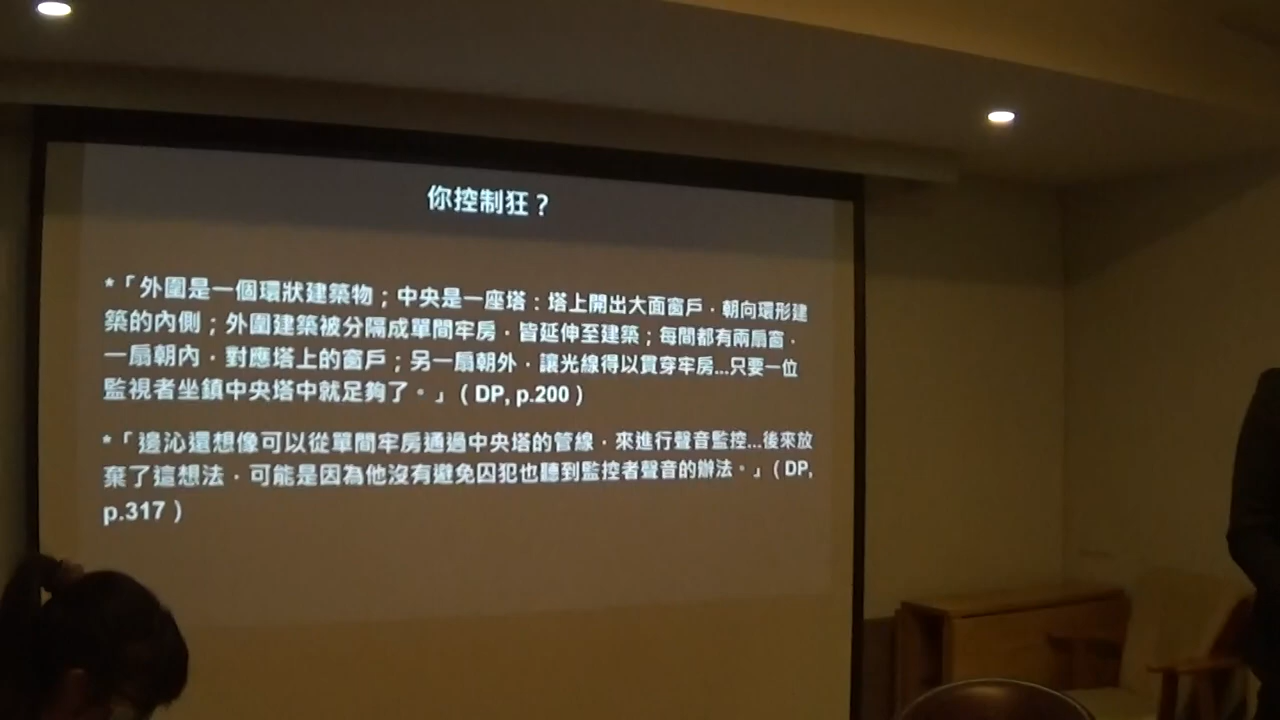 你控制狂？
*「外圍是一個環狀建築物；中央是一座塔：塔上開出大面窗戶，朝向環形建
築的內側；外圍建築被分隔成單間牢房，皆延伸至建築；每間都有兩扇窗，
一扇朝內，對應塔上的窗戶；另一扇朝外，讓光線得以貫穿牢房...只要一位
監視者坐鎮中央塔中就足夠了。」（DP, p.200）
*「邊沁還想像可以從單間牢房通過中央塔的管線，來進行聲音監控...後來放
棄了這想法，可能是因為他沒有避免囚犯也聽到監控者聲音的辦法。」（DP,
p.317）